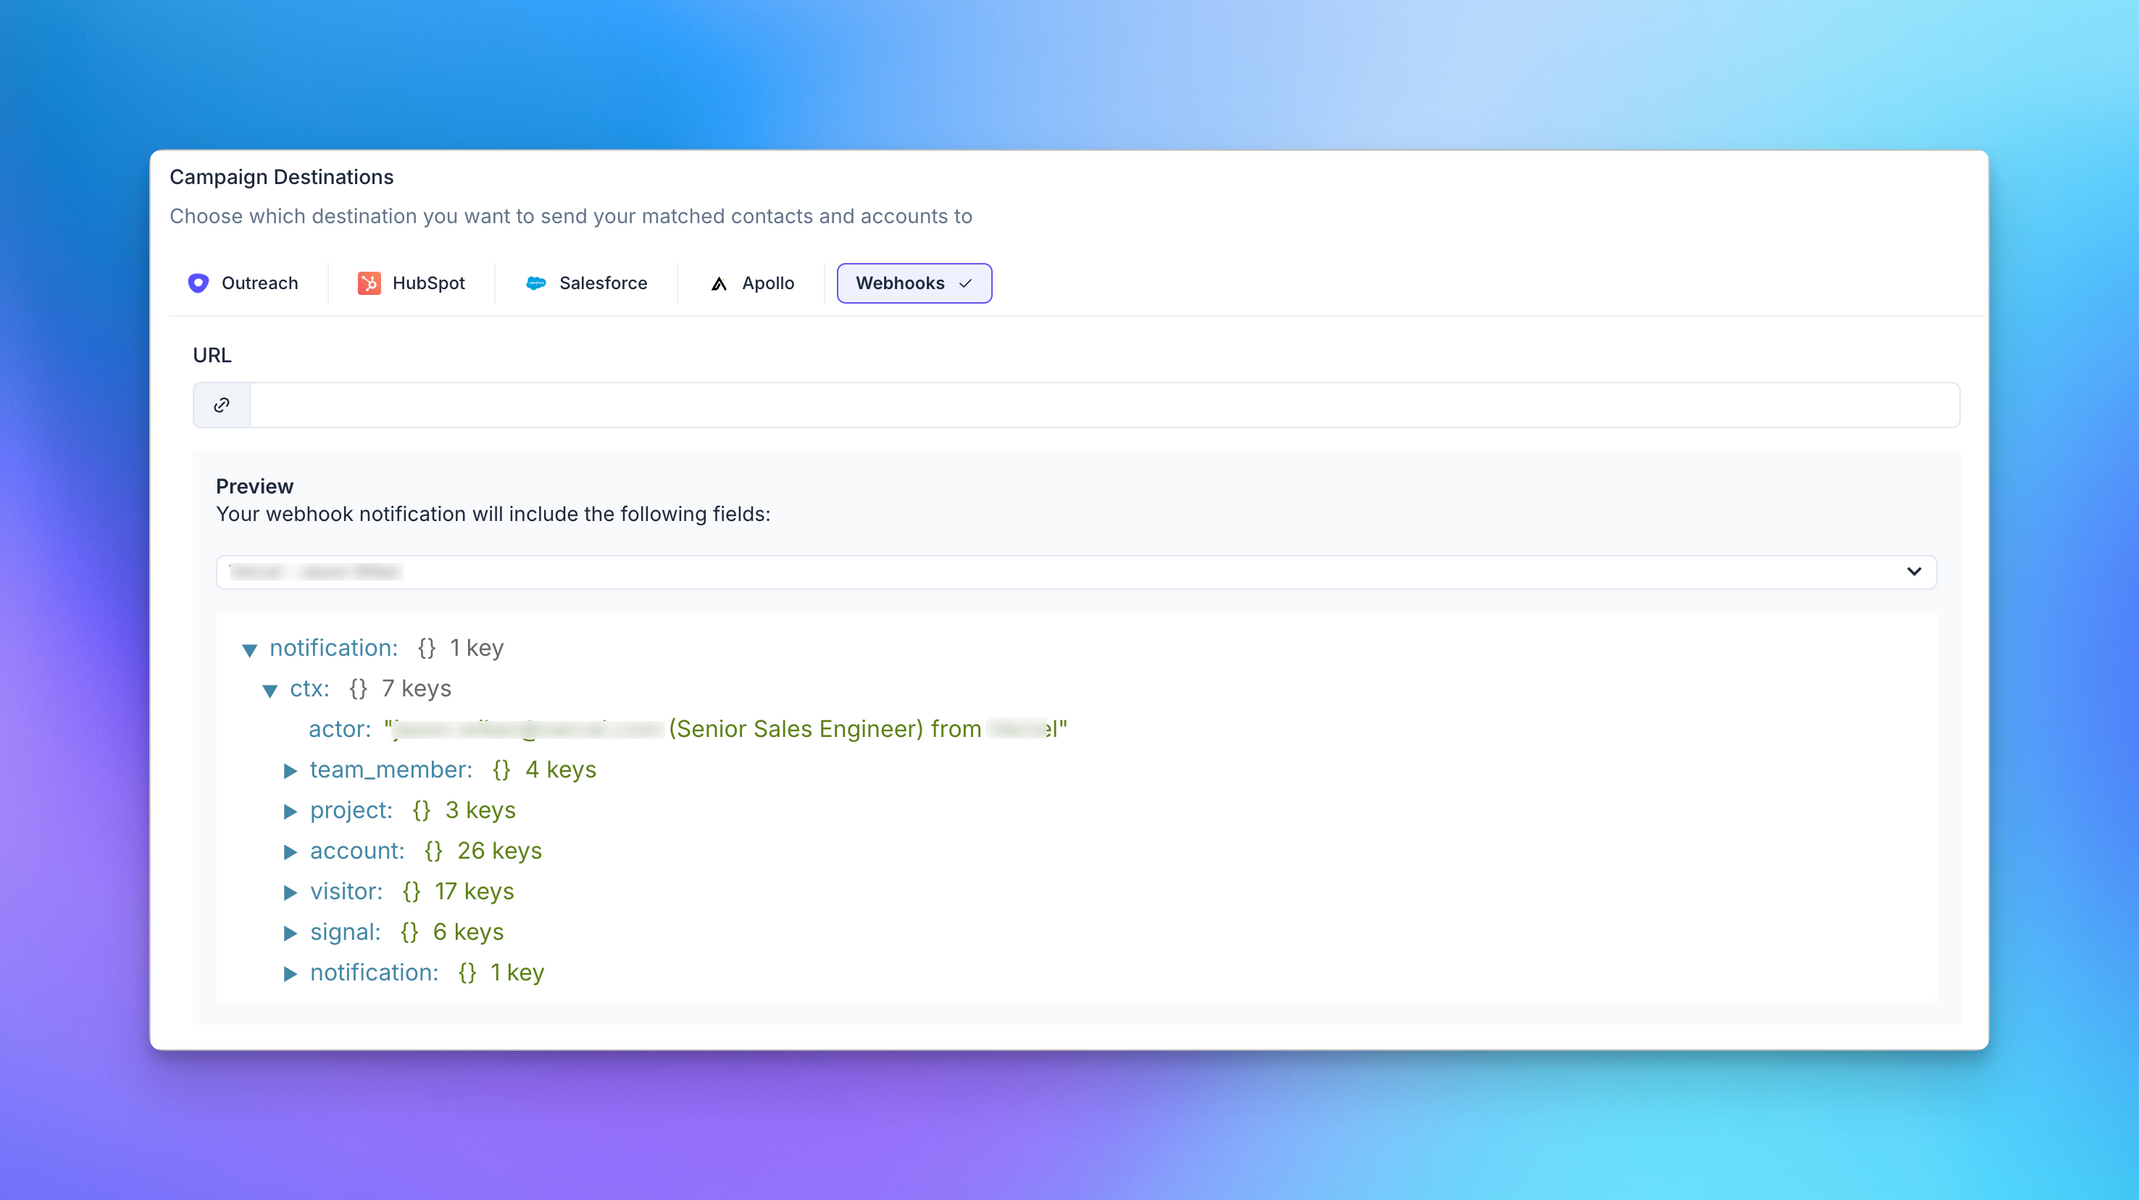 Campaign Destinations
Choose which destination you want to send your matched contacts and accounts to
Outreach HubSpot Salesforce Apollo Webhooks
URL
Preview
Your webhook notification will include the following fields:
notification: {} 1 key
ctx: {} 7 keys
actor: " (Senior Sales Engineer) from "
team_member: {} 4 keys
project: {} 3 keys
account: {} 26 keys
visitor: {} 17 keys
signal: {} 6 keys
notification: {} 1 key